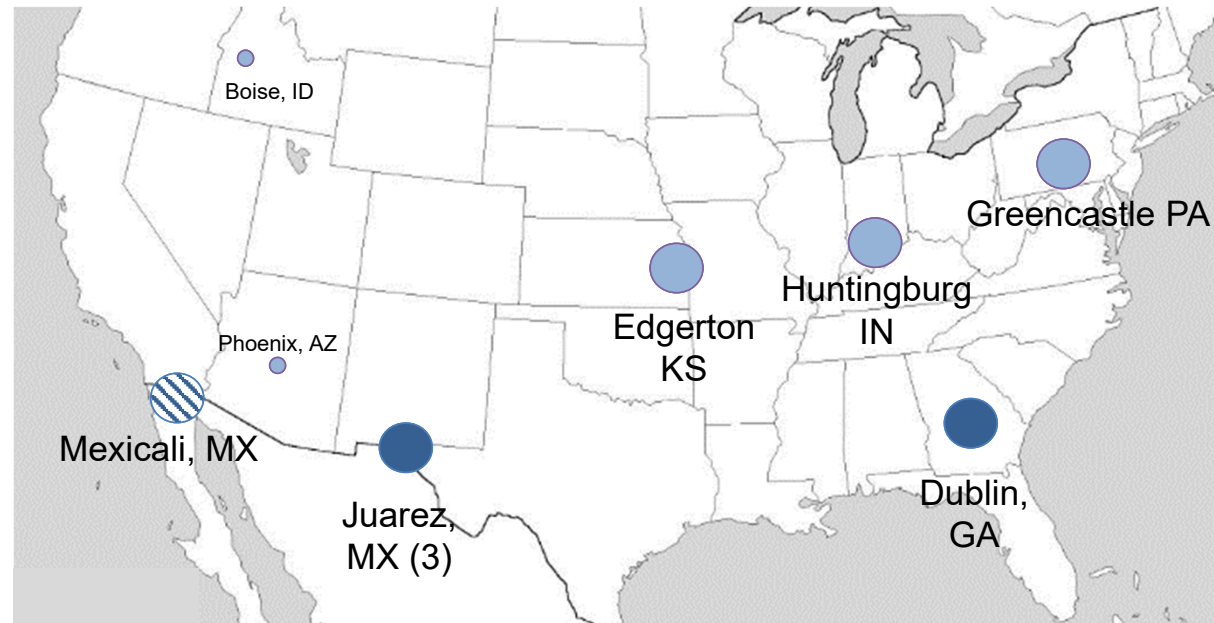 Boise, ID
Greencastle PA
Huntingburg
IN
Edgerton
KS
Phoenix, AZ
Mexicali, MX
Juarez,
MX (3)
Dublin,
GA